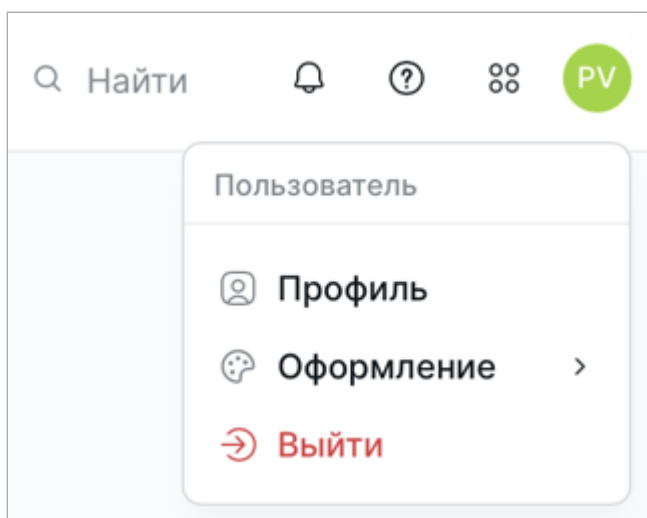 Найти
PV
Пользователь
Профиль
Оформление
Выйти